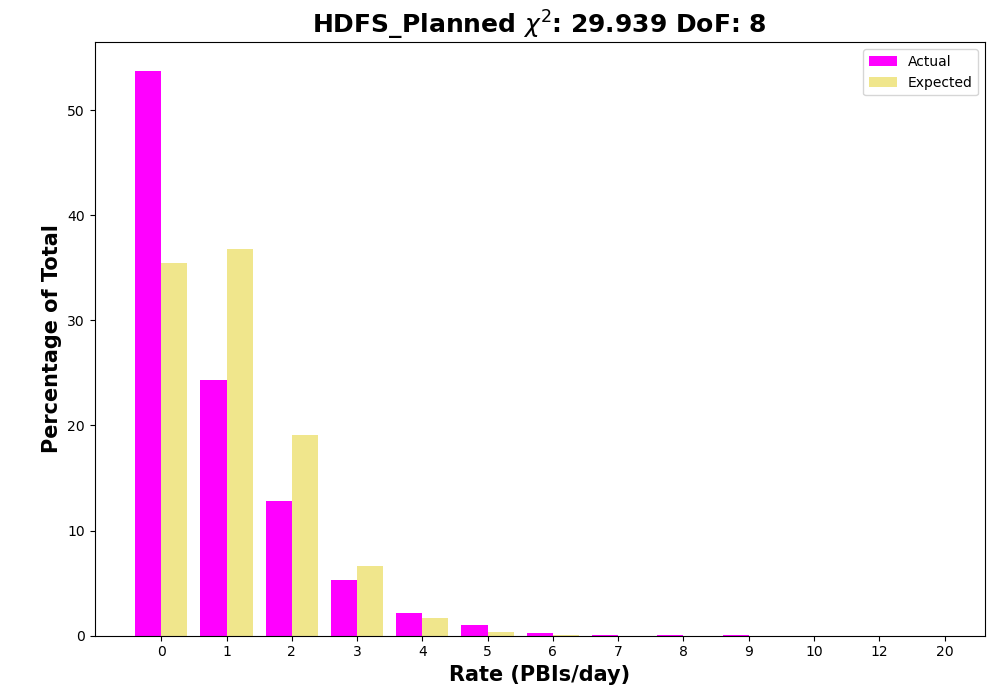 HDFS_Planned χ²: 29.939 DoF: 8
Actual
Expected
Percentage of Total
50
40
30
20
10
0
0 1 2 3 4 5 6 7 8 9 10 12 20
Rate (PBIs/day)